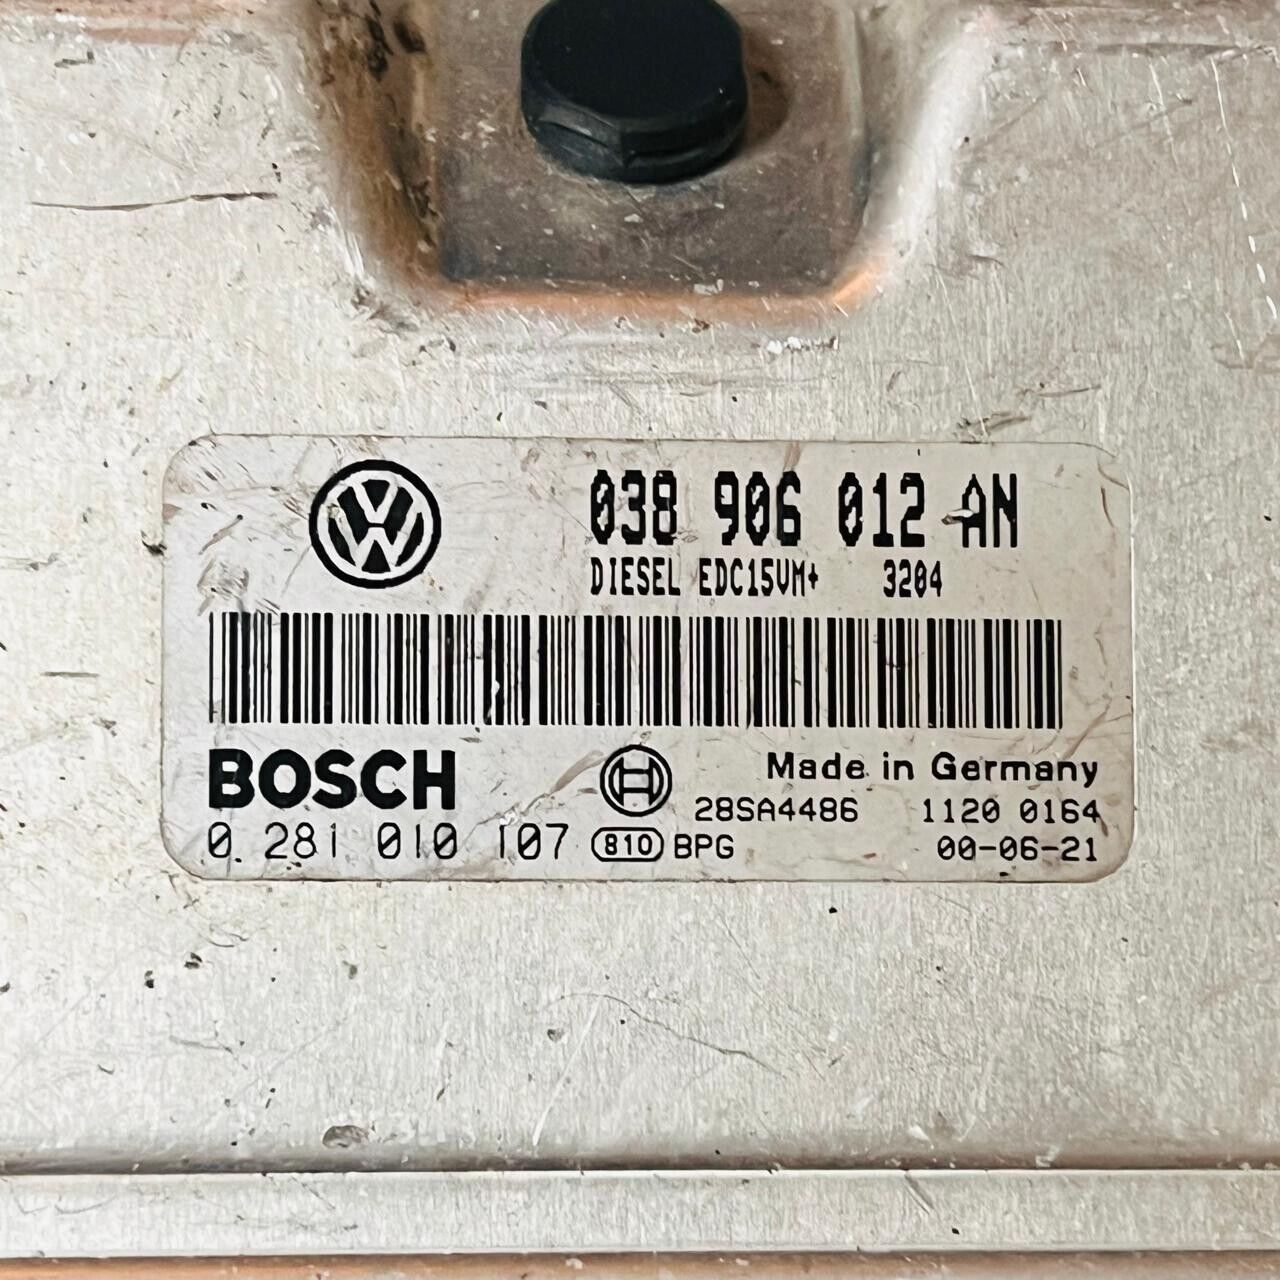 038 906 012 AN
DIESEL EDC15VM+ 3204
BOSCH
Made in Germany
28SA4486 1120 0164
0 281 010 107 810 BPG 00-06-21